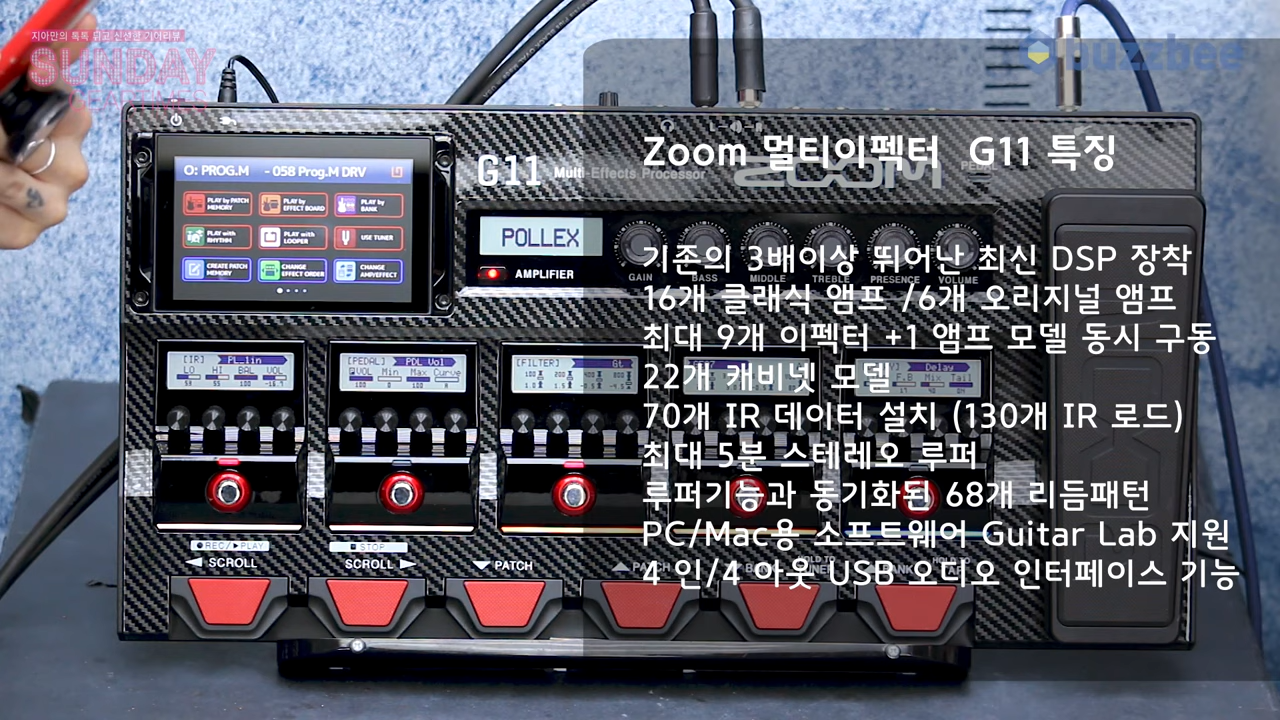 지아만의 톡톡 튀고 신선한 기어리뷰
SUNDAY
buzzbee
Zoom 멀티이펙터 G11 특징
기존의 3배이상 뛰어난 최신 DSP 장착
16개 클래식 앰프 /6개 오리지널 앰프
최대 9개 이펙터 +1 앰프 모델 동시 구동
22개 캐비넷 모델
70개 IR 데이터 설치 (130개 IR 로드)
최대 5분 스테레오 루퍼
루퍼기능과 동기화된 68개 리듬패턴
PC/Mac용 소프트웨어 Guitar Lab 지원
4 인/4 아웃 USB 오디오 인터페이스 기능
G11 Multi-Effects Processor
ZOOM
O: PROG.M - 058 Prog.M DRV
PLAY by PATCH MEMORY
PLAY by EFFECT BOARD
PLAY by BANK
PLAY with RHYTHM
PLAY with LOOPER
USE TUNER
CREATE PATCH MEMORY
CHANGE EFFECT ORDER
CHANGE AMP/EFFECT
POLLEX
AMPLIFIER
GAIN BASS MIDDLE TREBLE PRESENCE VOLUME
[IR] PL_lin
LO HI BAL VOL
[PEDAL] PDL Vol
VOL Min Max Curve
[FILTER] Gt
Delay
F.B Mix Tail
REC/PLAY
STOP
SCROLL
SCROLL
PATCH
PATCH
BANK
BANK